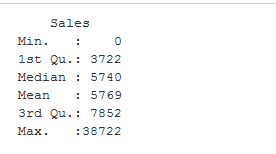 Sales
Min.   :    0
1st Qu.: 3722
Median : 5740
Mean   : 5769
3rd Qu.: 7852
Max.   :38722